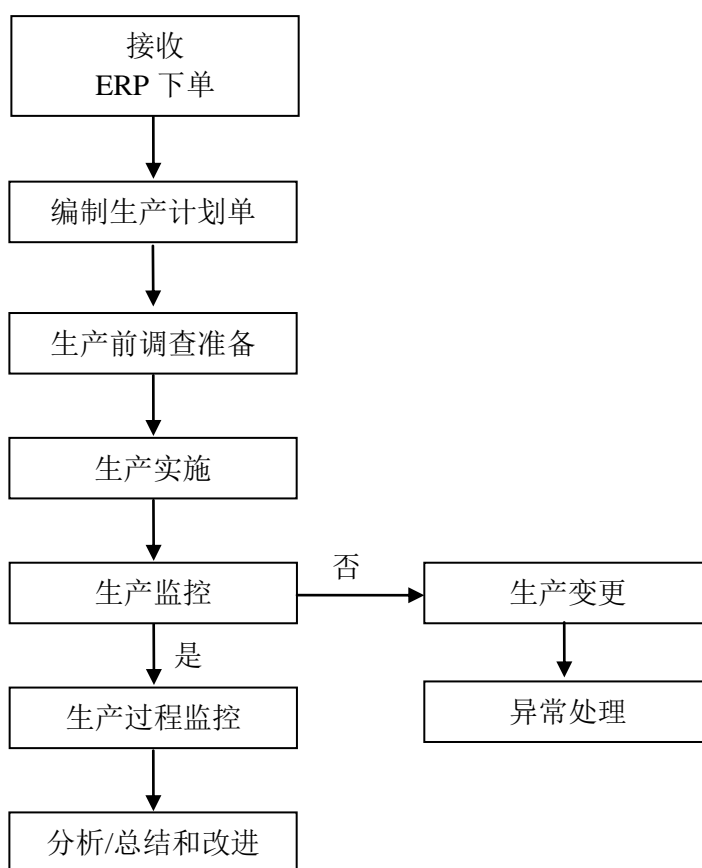 接收
ERP 下单
编制生产计划单
生产前调查准备
生产实施
生产监控
否
生产变更
是
生产过程监控
异常处理
分析/总结和改进